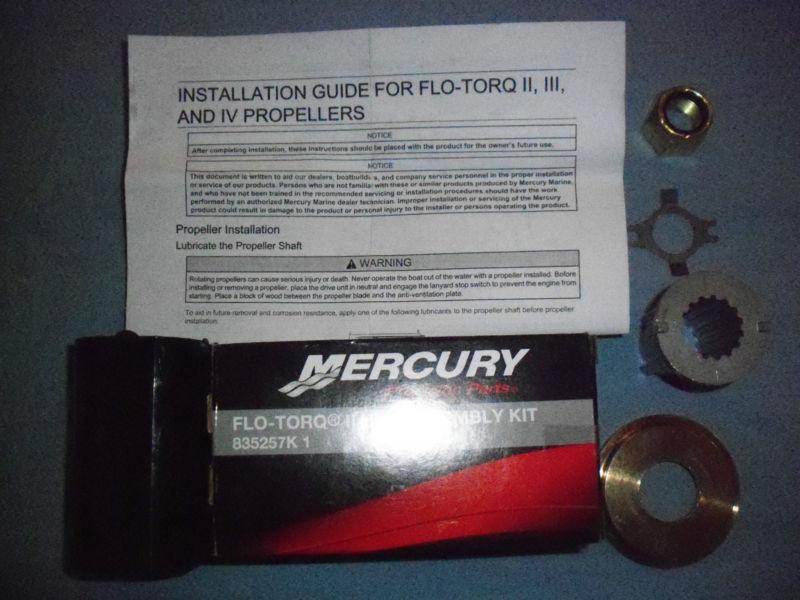 INSTALLATION GUIDE FOR FLO-TORQ II, III,
AND IV PROPELLERS
NOTICE
After completing installation, these instructions should be placed with the product for the owner's future use.
NOTICE
This document is written to aid our dealers, boatbuilders, and company service personnel in the proper installation
or service of our products. Persons who are not familiar with these or similar products produced by Mercury Marine,
and who have not been trained in the recommended servicing or installation procedures should have the work
performed by an authorized Mercury Marine dealer technician. Improper installation or servicing of the Mercury
product could result in damage to the product or personal injury to the installer or persons operating the product.
Propeller Installation
Lubricate the Propeller Shaft
WARNING
Rotating propellers can cause serious injury or death. Never operate the boat out of the water with a propeller installed. Before
installing or removing a propeller, place the drive unit in neutral and engage the lanyard stop switch to prevent the engine from
starting. Place a block of wood between the propeller blade and the anti-ventilation plate.
To aid in future removal and corrosion resistance, apply one of the following lubricants to the propeller shaft before propeller
installation:
MERCURY
Parts
FLO-TORQ® KIT
835257K 1